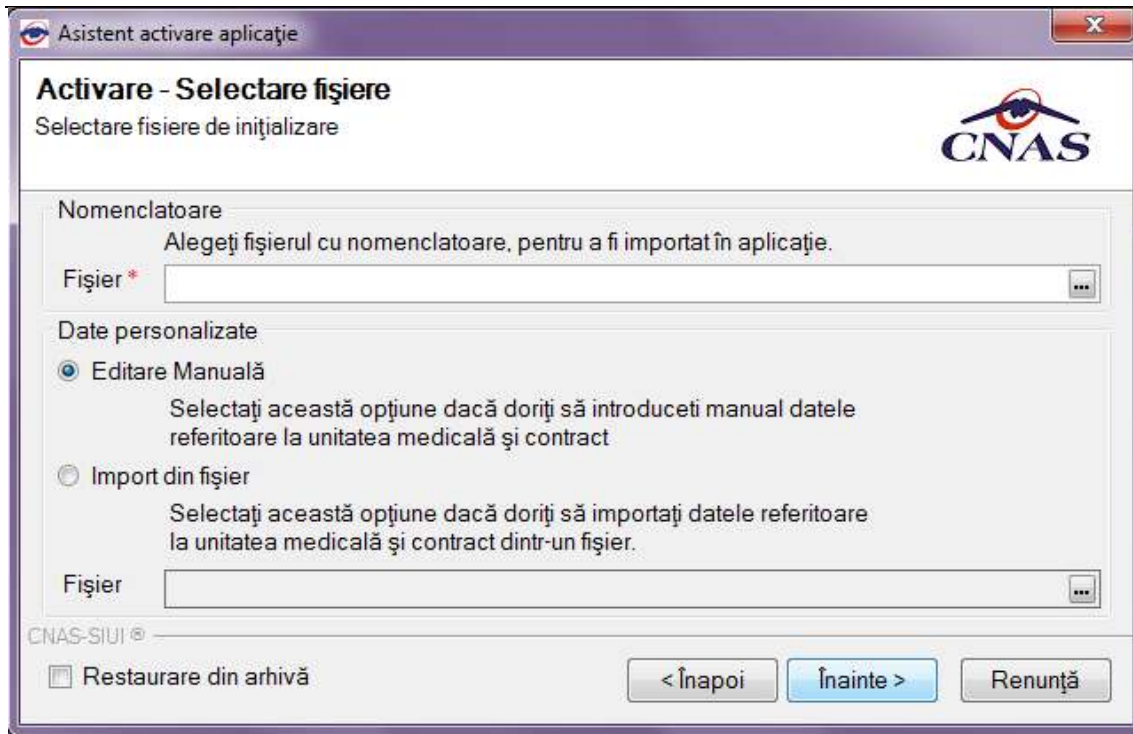 Asistent activare aplicaţie
Activare - Selectare fişiere
Selectare fisiere de iniţializare
CNAS
Nomenclatoare
Alegeţi fişierul cu nomenclatoare, pentru a fi importat în aplicaţie.
Fişier *
...
Date personalizate
Editare Manuală
Selectaţi această opţiune dacă doriţi să introduceti manual datele
referitoare la unitatea medicală şi contract
Import din fişier
Selectaţi această opţiune dacă doriţi să importaţi datele referitoare
la unitatea medicală şi contract dintr-un fişier.
Fişier
...
CNAS-SIUI ®
Restaurare din arhivă
< Înapoi
Înainte >
Renunţă